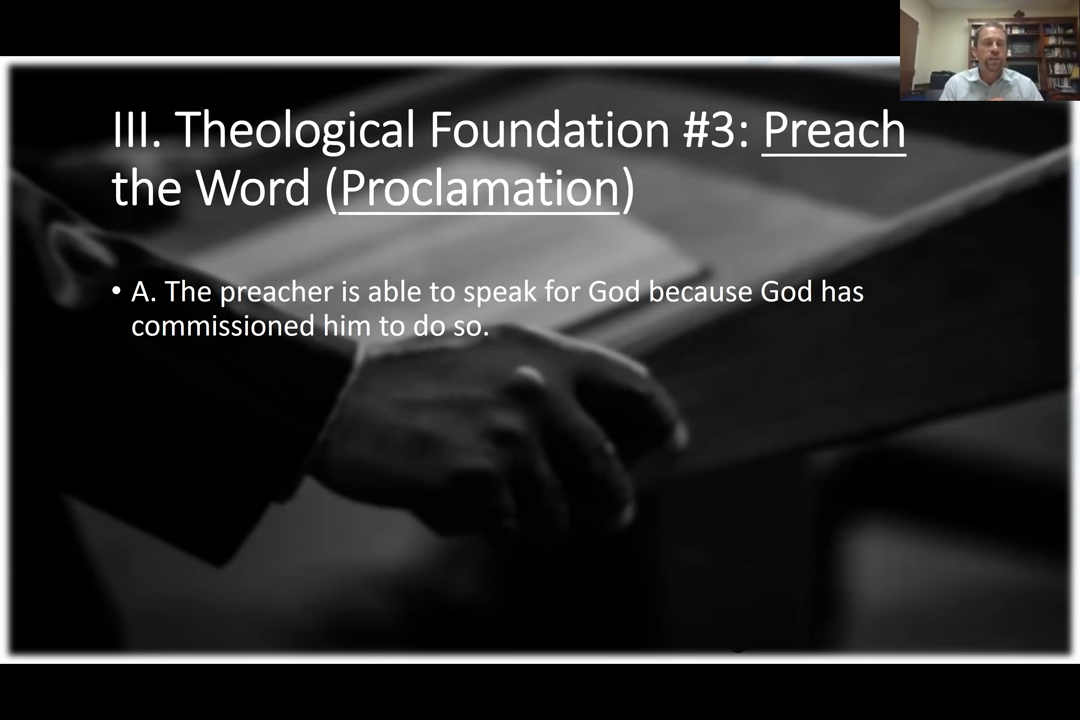 III. Theological Foundation #3: Preach
the Word (Proclamation)
• A. The preacher is able to speak for God because God has
commissioned him to do so.